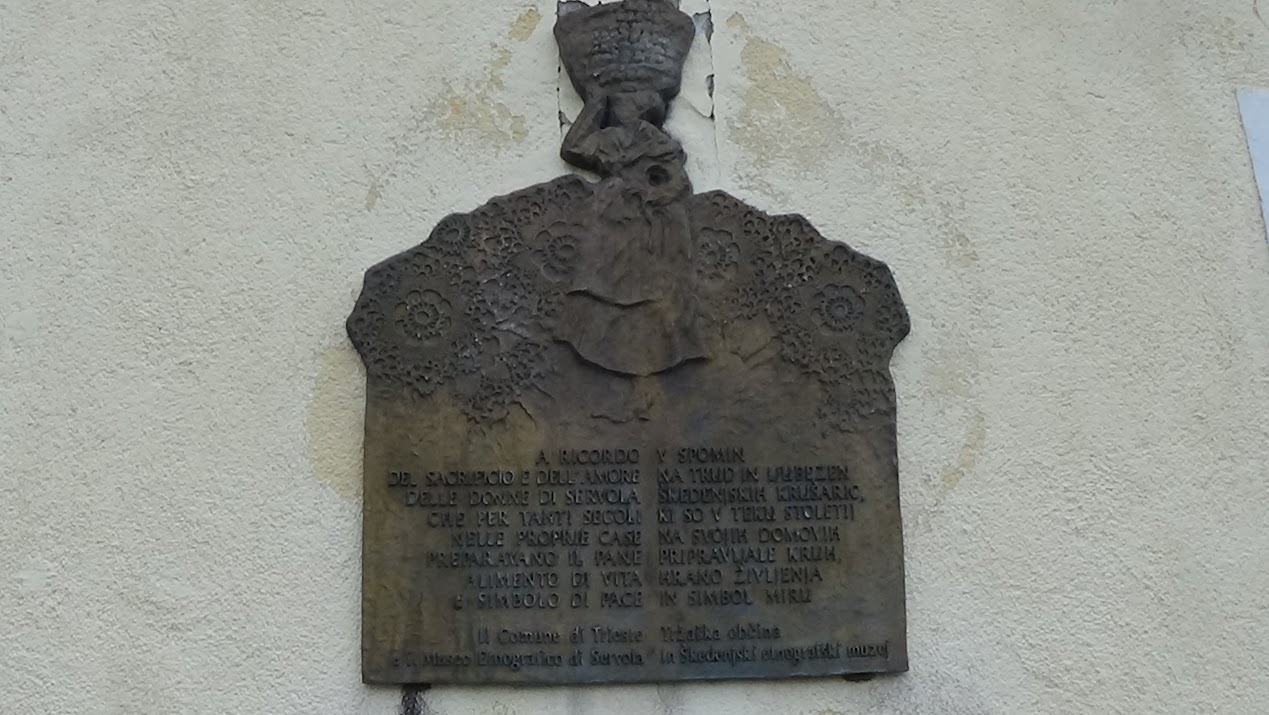 A RICORDO
DEL SACRIFICIO E DELL'AMORE
DELLE DONNE DI SERVOLA
CHE PER TANTI SECOLI
NELLE PROPRIE CASE
PREPARAVANO IL PANE
ALIMENTO DI VITA
E SIMBOLO DI PACE
Il Comune di Trieste
e il Museo Etnografico di Servola
V SPOMIN
NA TRUD IN LJUBEZEN
ŠKEDENJSKIH KRUŠARIC,
KI SO V TEKU STOLETIJ
NA SVOJIH DOMOVIH
PRIPRAVLJALE KRUH,
HRANO ŽIVLJENJA
IN SIMBOL MIRU
Tržaška občina
in Škedenjski etnografski muzej